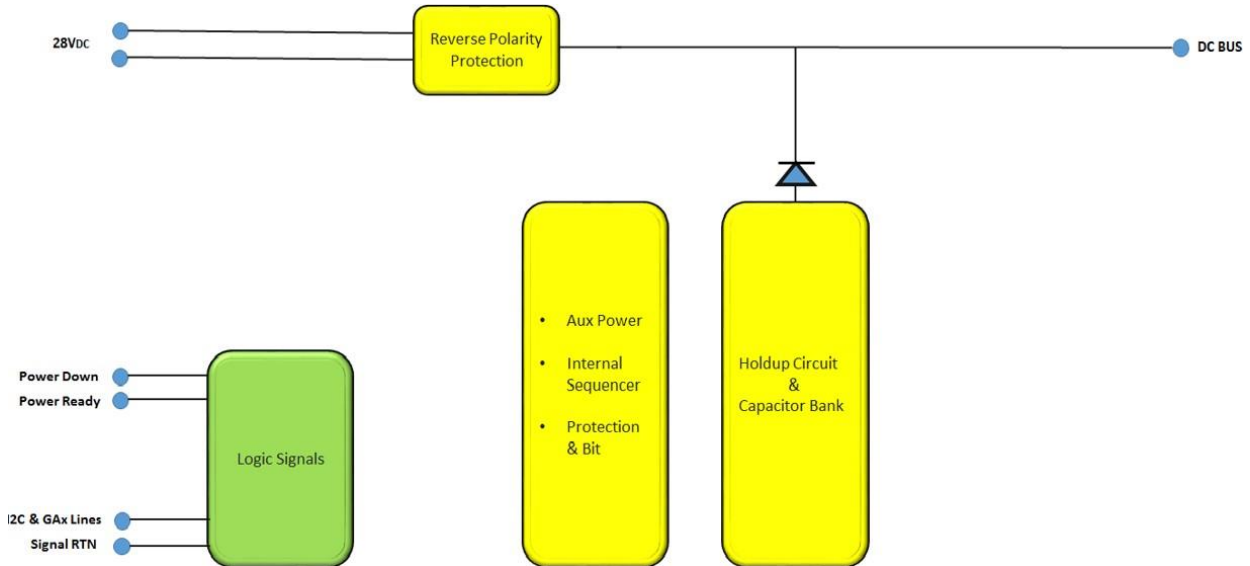 28VDC
Reverse Polarity
Protection
DC BUS
• Aux Power
• Internal
Sequencer
• Protection
& Bit
Holdup Circuit
&
Capacitor Bank
Power Down
Power Ready
Logic Signals
I2C & GAx Lines
Signal RTN